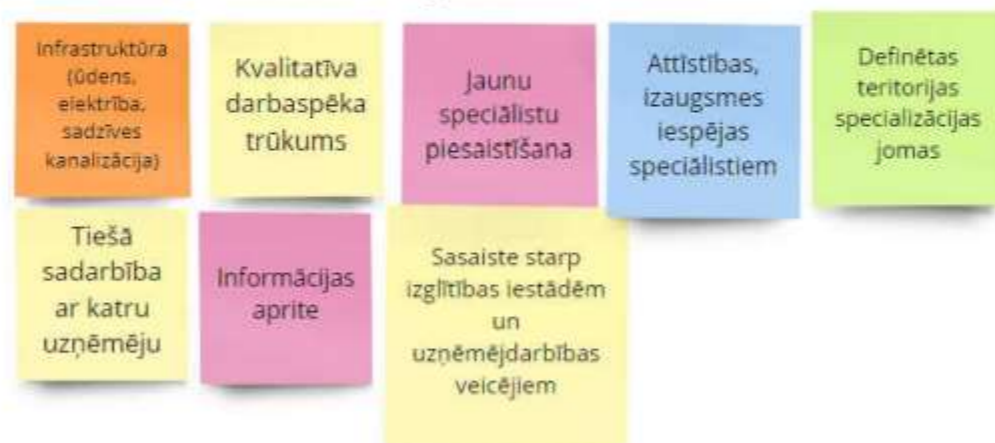 Infrastruktūra
(ūdens,
elektrība,
sadzīves
kanalizācija)
Kvalitatīva
darbaspēka
trūkums
Jaunu
speciālistu
piesaistīšana
Attīstības,
izaugsmes
iespējas
speciālistiem
Definētas
teritorijas
specializācijas
jomas
Tiešā
sadarbība
ar katru
uzņēmēju
Informācijas
aprite
Sasaiste starp
izglītības iestādēm
un
uzņēmējdarbības
veicējiem